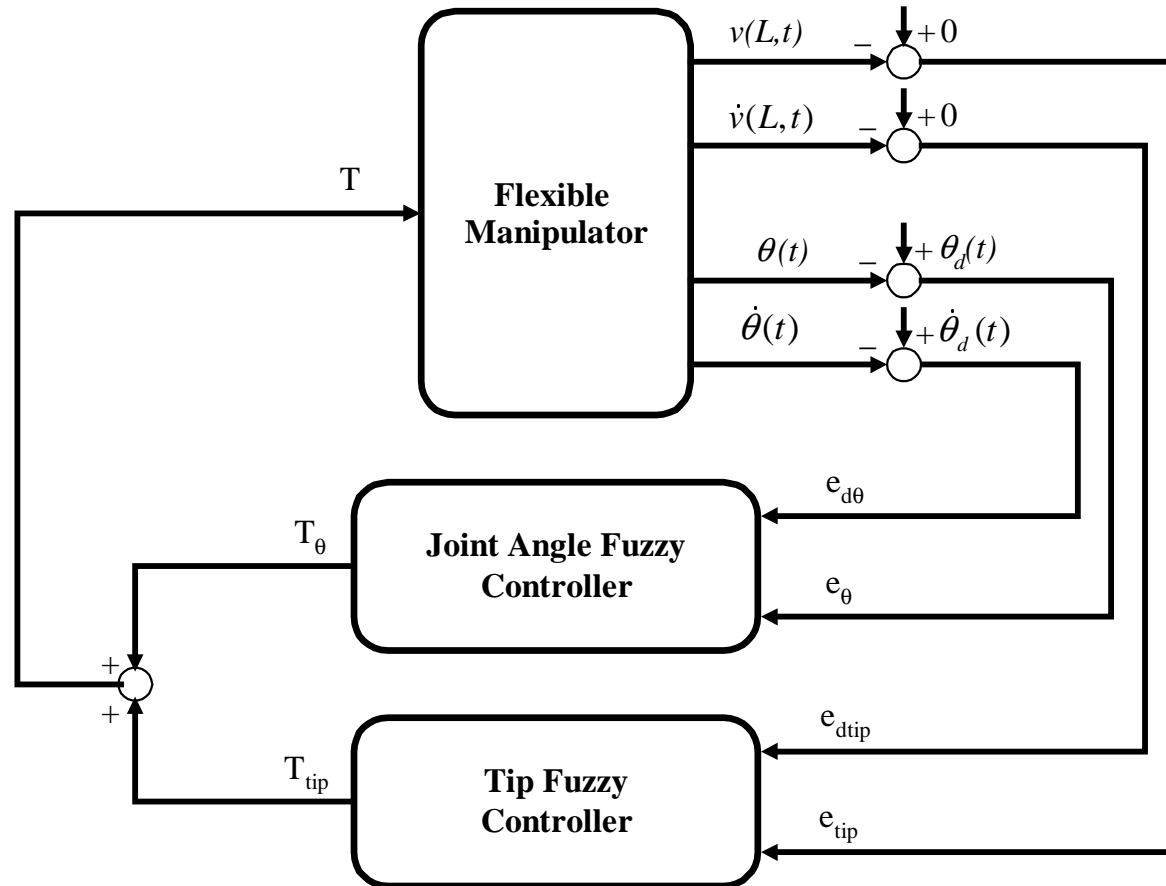 v(L,t)
− + 0
v̇(L,t)
− + 0
T
Flexible
Manipulator
θ(t)
− + θ_d(t)
θ̇(t)
− + θ̇_d(t)
e_dθ
T_θ
Joint Angle Fuzzy
Controller
e_θ
+
+
e_dtip
T_tip
Tip Fuzzy
Controller
e_tip